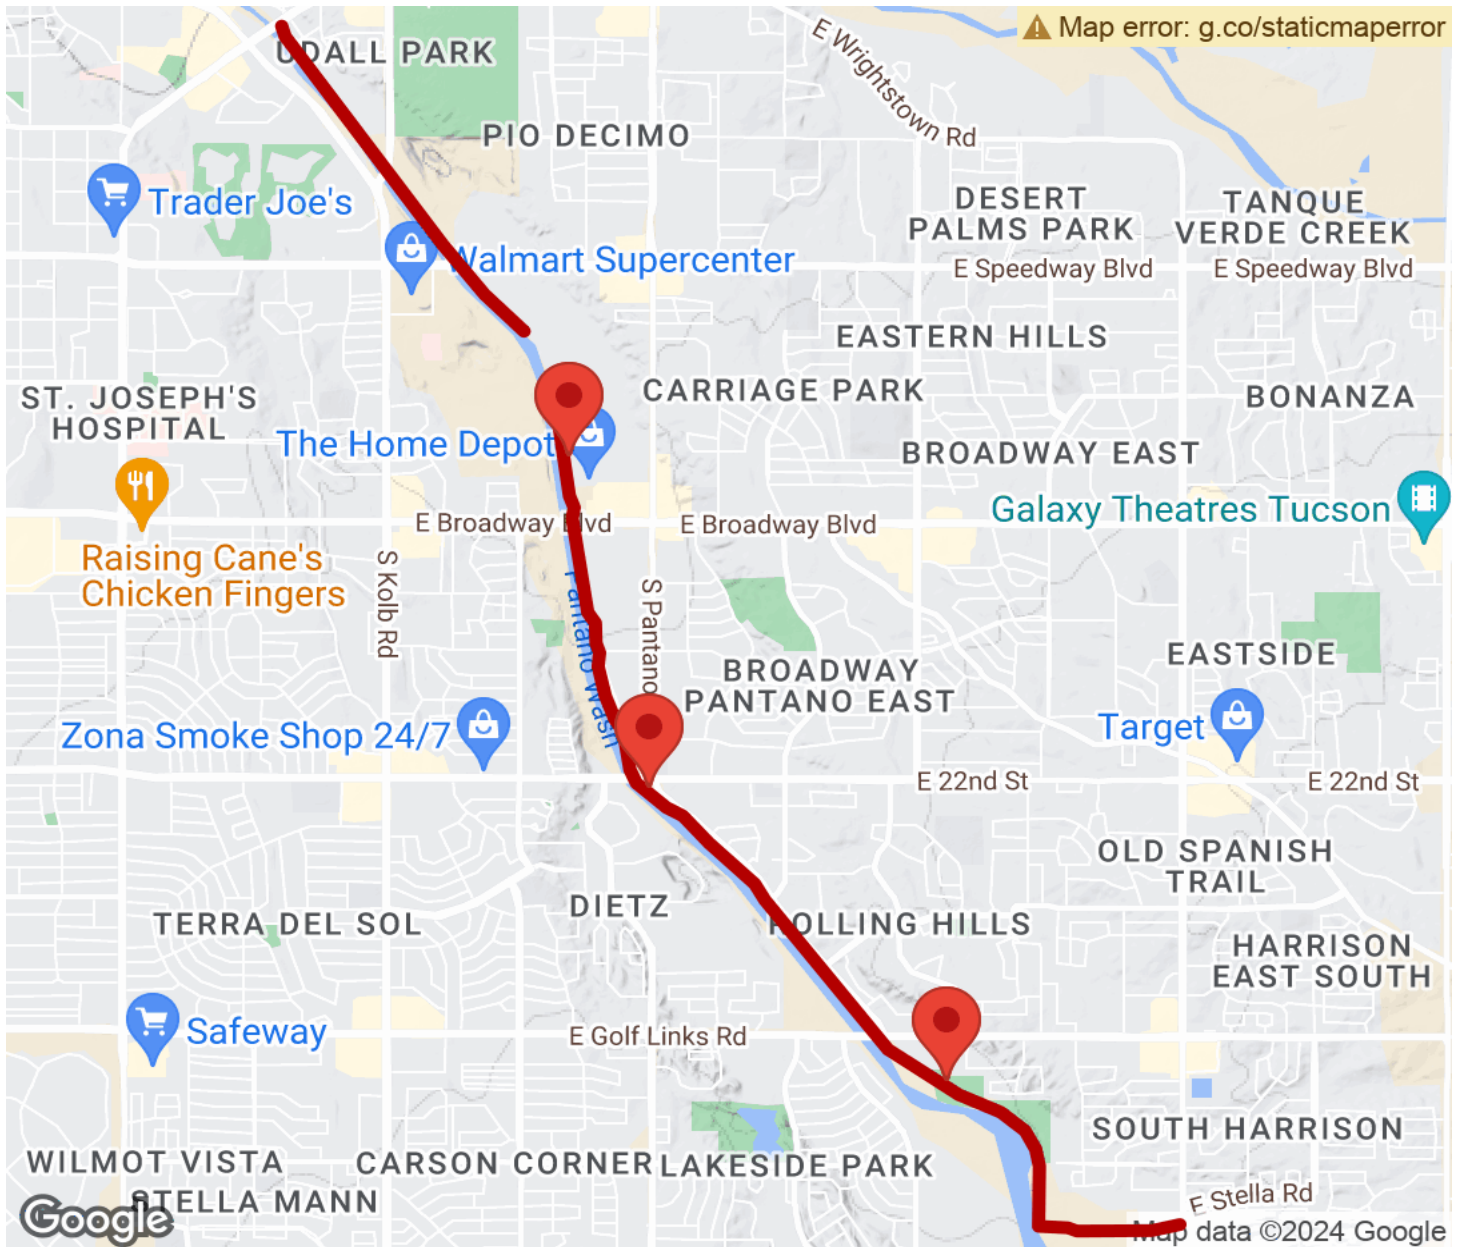 Map error: g.co/staticmaperror
E Wrightstown Rd
UDALL PARK
PIO DECIMO
Trader Joe's
DESERT
PALMS PARK
TANQUE
VERDE CREEK
Walmart Supercenter
E Speedway Blvd
E Speedway Blvd
EASTERN HILLS
ST. JOSEPH'S
HOSPITAL
CARRIAGE PARK
BONANZA
The Home Depot
BROADWAY EAST
Galaxy Theatres Tucson
E Broadway Blvd
E Broadway Blvd
Raising Cane's
Chicken Fingers
S Kolb Rd
Pantano Wash
S Pantano
BROADWAY
PANTANO EAST
EASTSIDE
Zona Smoke Shop 24/7
Target
E 22nd St
E 22nd St
OLD SPANISH
TRAIL
DIETZ
TERRA DEL SOL
ROLLING HILLS
HARRISON
EAST SOUTH
Safeway
E Golf Links Rd
SOUTH HARRISON
WILMOT VISTA
CARSON CORNER
LAKESIDE PARK
STELLA MANN
E Stella Rd
Google
Map data ©2024 Google